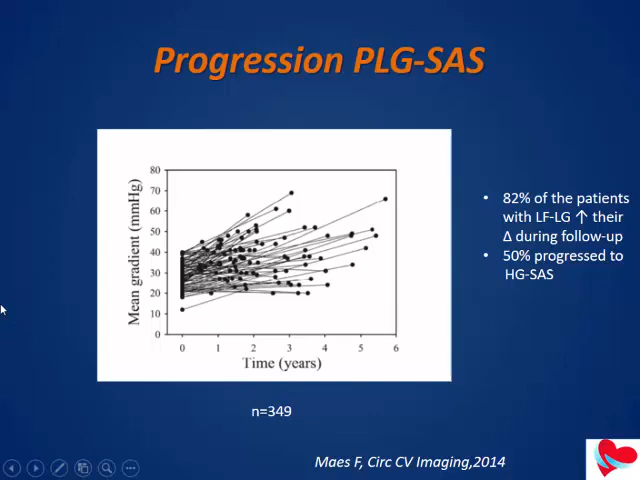 Progression PLG-SAS
Mean gradient (mmHg)
80
70
60
50
40
30
20
10
0
0 1 2 3 4 5 6
Time (years)
• 82% of the patients
with LF-LG ↑ their
Δ during follow-up
• 50% progressed to
HG-SAS
n=349
Maes F, Circ CV Imaging,2014